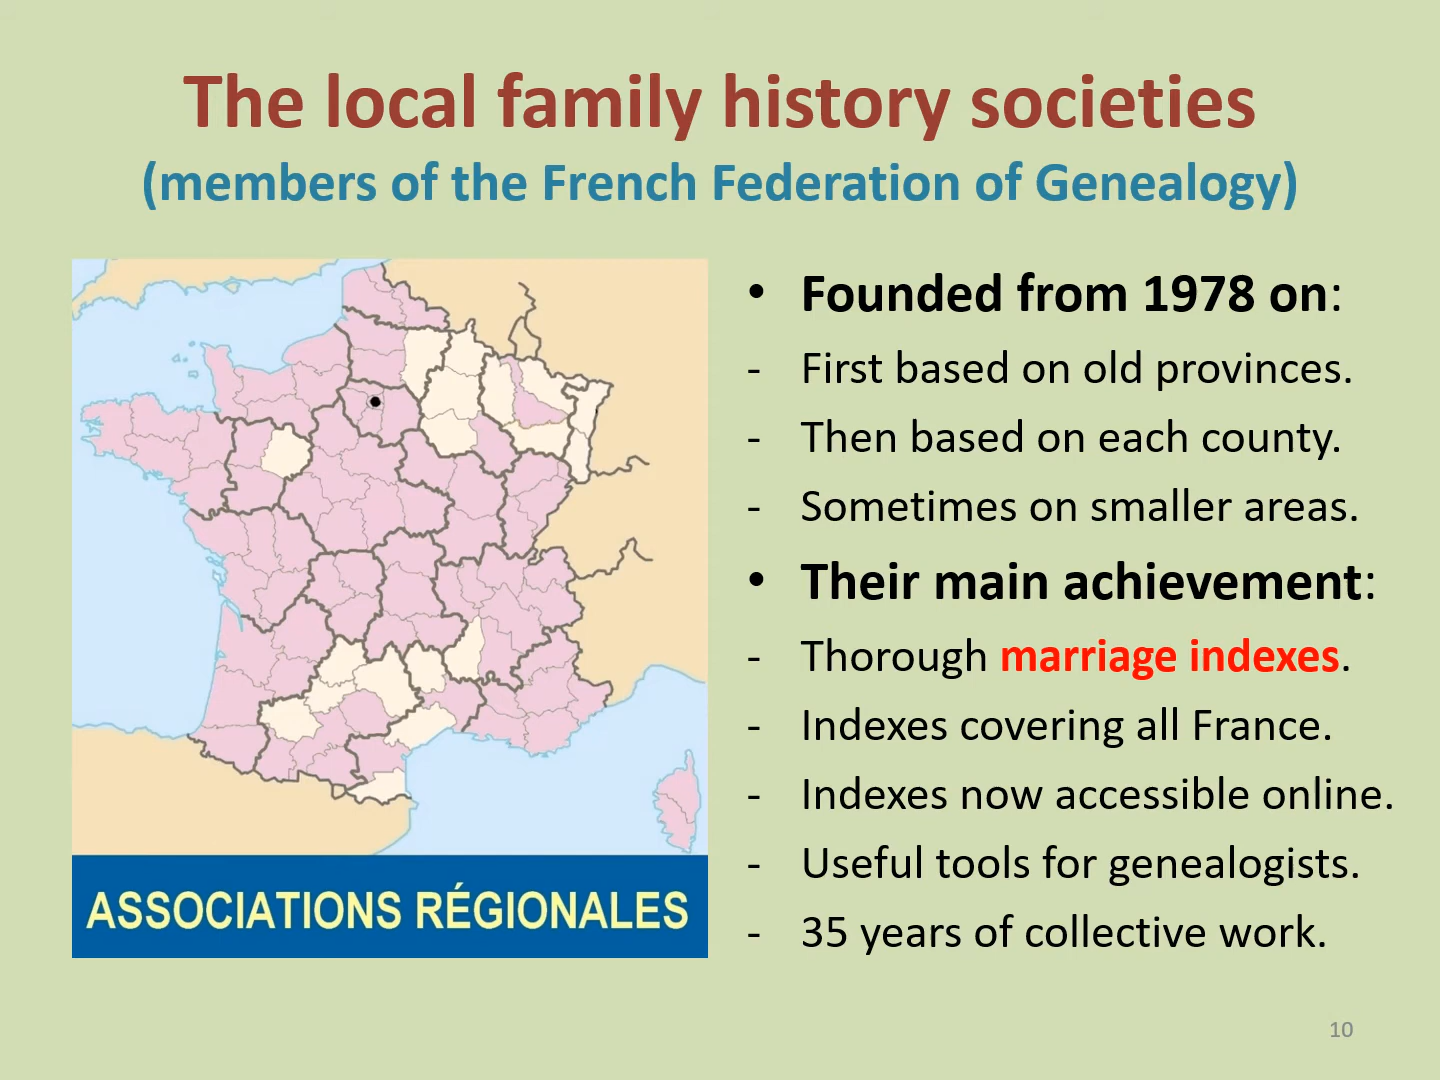 The local family history societies
(members of the French Federation of Genealogy)
• Founded from 1978 on:
- First based on old provinces.
- Then based on each county.
- Sometimes on smaller areas.
• Their main achievement:
- Thorough marriage indexes.
- Indexes covering all France.
- Indexes now accessible online.
- Useful tools for genealogists.
- 35 years of collective work.
ASSOCIATIONS RÉGIONALES
10